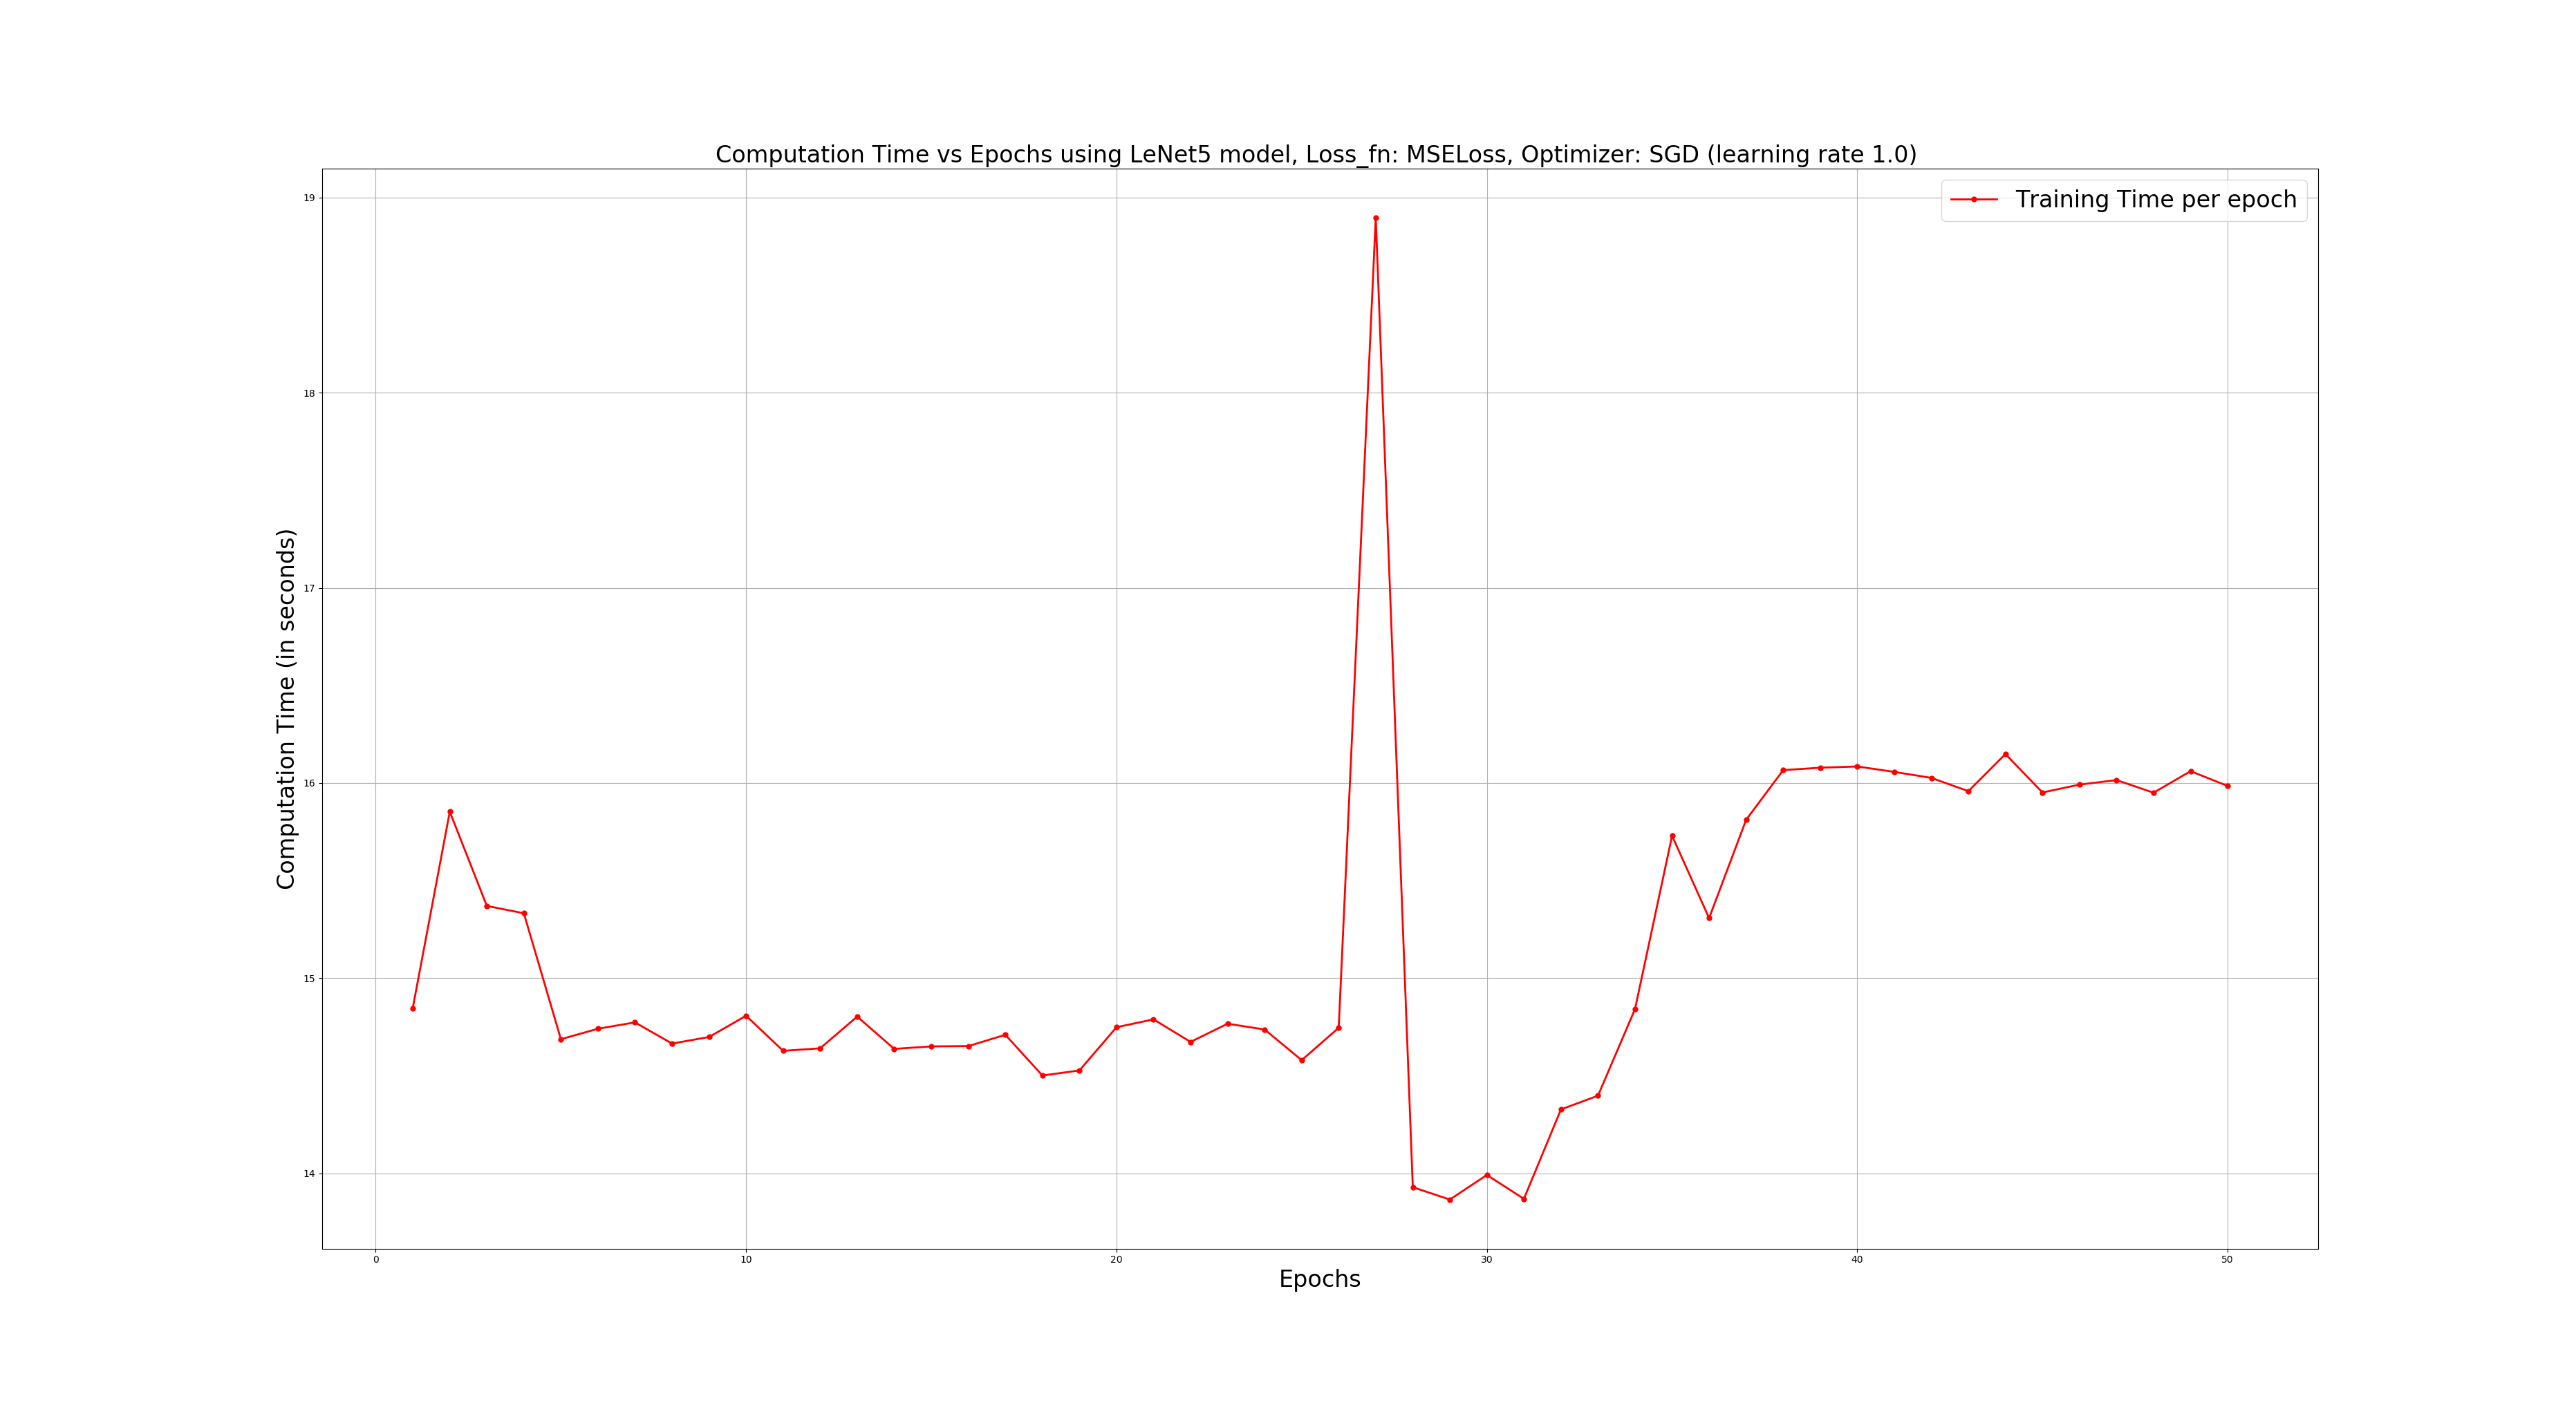 Computation Time vs Epochs using LeNet5 model, Loss_fn: MSELoss, Optimizer: SGD (learning rate 1.0)
Training Time per epoch
19
18
17
16
15
14
Computation Time (in seconds)
0 10 20 30 40 50
Epochs